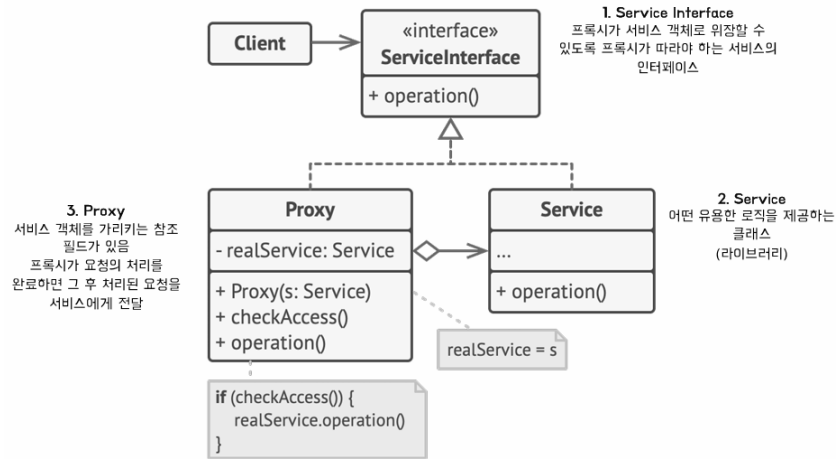 1. Service Interface
프록시가 서비스 객체로 위장할 수
있도록 프록시가 따라야 하는 서비스의
인터페이스
Client
«interface»
ServiceInterface
+ operation()
3. Proxy
서비스 객체를 가리키는 참조
필드가 있음
프록시가 요청의 처리를
완료하면 그 후 처리된 요청을
서비스에게 전달
Proxy
- realService: Service
+ Proxy(s: Service)
+ checkAccess()
+ operation()
Service
...
+ operation()
2. Service
어떤 유용한 로직을 제공하는
클래스
(라이브러리)
realService = s
if (checkAccess()) {
realService.operation()
}